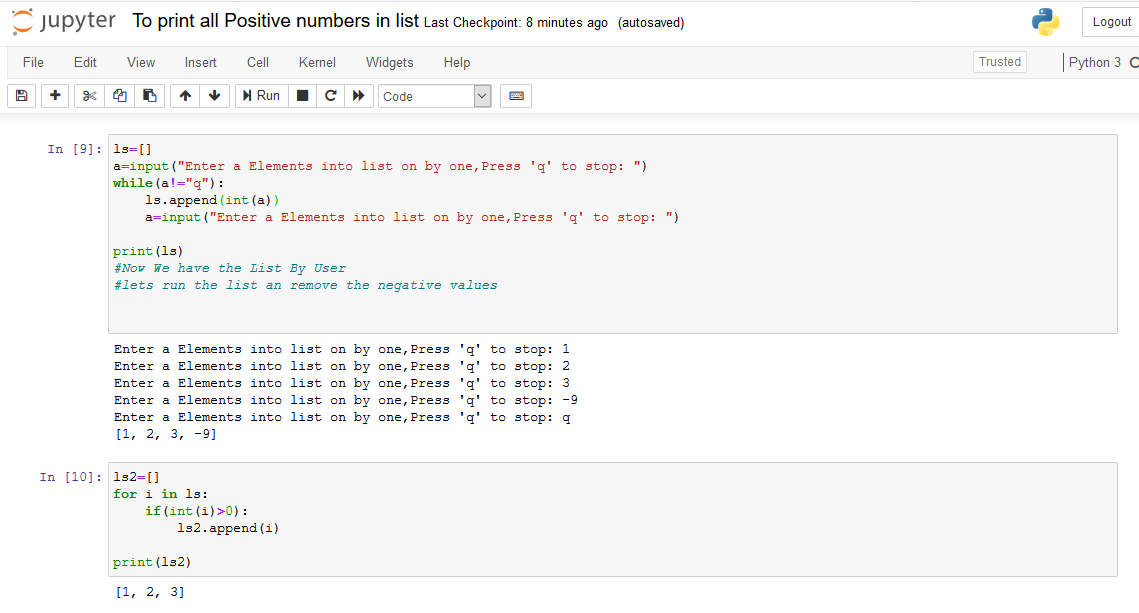 jupyter To print all Positive numbers in list Last Checkpoint: 8 minutes ago (autosaved) Logout
File Edit View Insert Cell Kernel Widgets Help Trusted Python 3
Run Code
In [9]: ls=[]
a=input("Enter a Elements into list on by one,Press 'q' to stop: ")
while(a!="q"):
    ls.append(int(a))
    a=input("Enter a Elements into list on by one,Press 'q' to stop: ")
print(ls)
#Now We have the List By User
#lets run the list an remove the negative values
Enter a Elements into list on by one,Press 'q' to stop: 1
Enter a Elements into list on by one,Press 'q' to stop: 2
Enter a Elements into list on by one,Press 'q' to stop: 3
Enter a Elements into list on by one,Press 'q' to stop: -9
Enter a Elements into list on by one,Press 'q' to stop: q
[1, 2, 3, -9]
In [10]: ls2=[]
for i in ls:
    if(int(i)>0):
        ls2.append(i)
print(ls2)
[1, 2, 3]